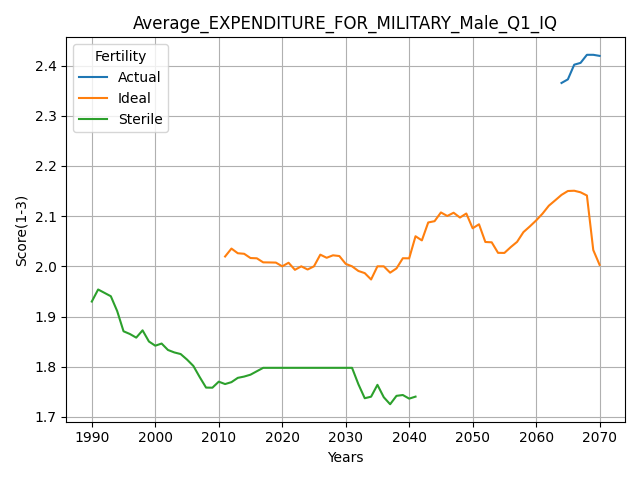 Average_EXPENDITURE_FOR_MILITARY_Male_Q1_IQ
Fertility
Actual
Ideal
Sterile
Score(1-3)
2.4
2.3
2.2
2.1
2.0
1.9
1.8
1.7
1990 2000 2010 2020 2030 2040 2050 2060 2070
Years